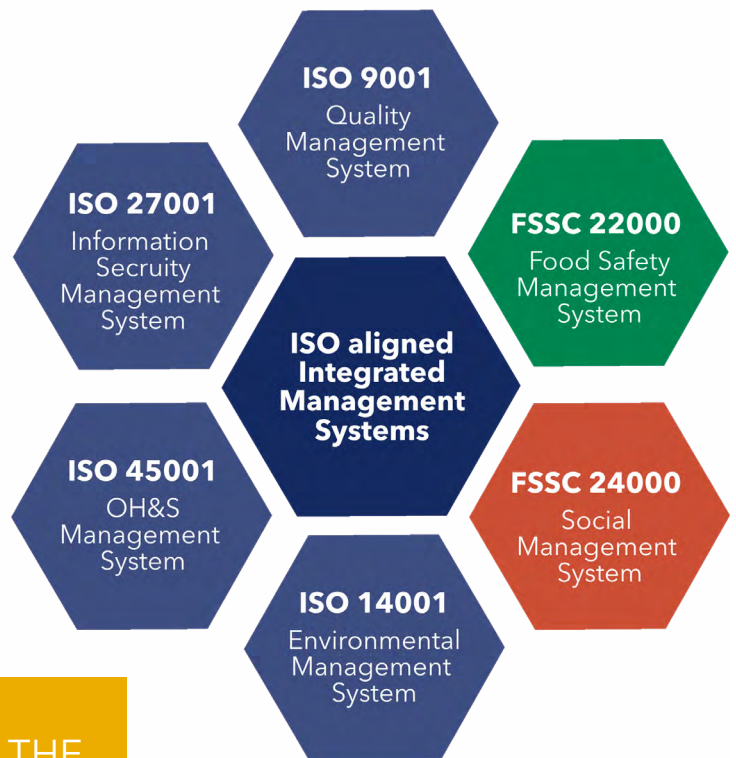 ISO 9001
Quality
Management
System
ISO 27001
Information
Secruity
Management
System
FSSC 22000
Food Safety
Management
System
ISO aligned
Integrated
Management
Systems
ISO 45001
OH&S
Management
System
FSSC 24000
Social
Management
System
ISO 14001
Environmental
Management
System
THE